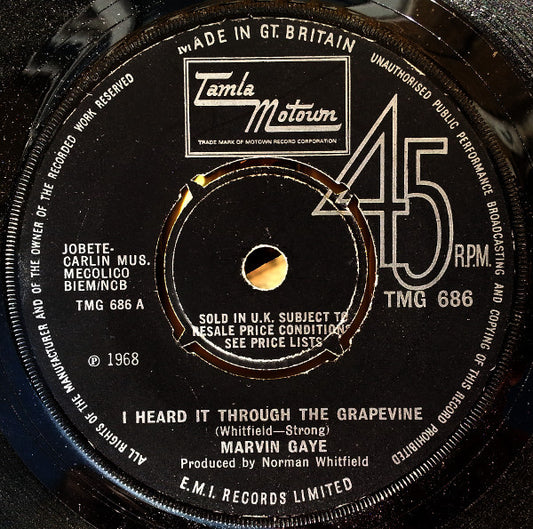 MADE IN GT. BRITAIN
UNAUTHORISED PUBLIC PERFORMANCE BROADCASTING AND COPYING OF THIS RECORD PROHIBITED
ALL RIGHTS OF THE MANUFACTURER AND OF THE OWNER OF THE RECORDED WORK RESERVED
Tamla
Motown
TRADE MARK OF MOTOWN RECORD CORPORATION
45
R.P.M.
TMG 686
JOBETE-
CARLIN MUS.
MECOLICO
BIEM/NCB
TMG 686 A
SOLD IN U.K. SUBJECT TO
RESALE PRICE CONDITIONS
SEE PRICE LISTS
℗ 1968
I HEARD IT THROUGH THE GRAPEVINE
(Whitfield—Strong)
MARVIN GAYE
Produced by Norman Whitfield
E.M.I. RECORDS LIMITED